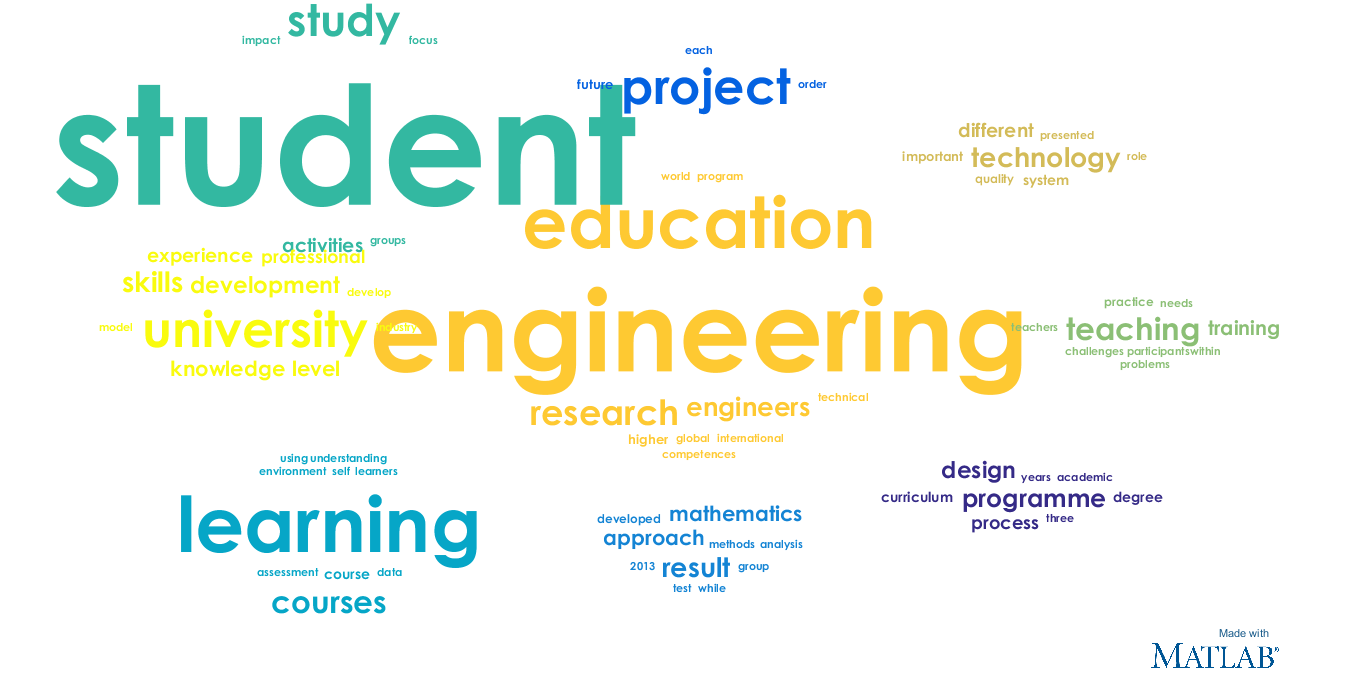 study
impact focus
student
each
future project order
different presented
important technology role
quality system
world program
education
activities groups
experience professional
skills development develop
model university industry
knowledge level
engineering
research engineers technical
higher global international
competences
practice needs
teachers teaching training
challenges participants within
problems
using understanding
environment self learners
learning
assessment course data
courses
developed mathematics
approach methods analysis
2013 result group
test while
design years academic
curriculum programme degree
process three
Made with
MATLAB®